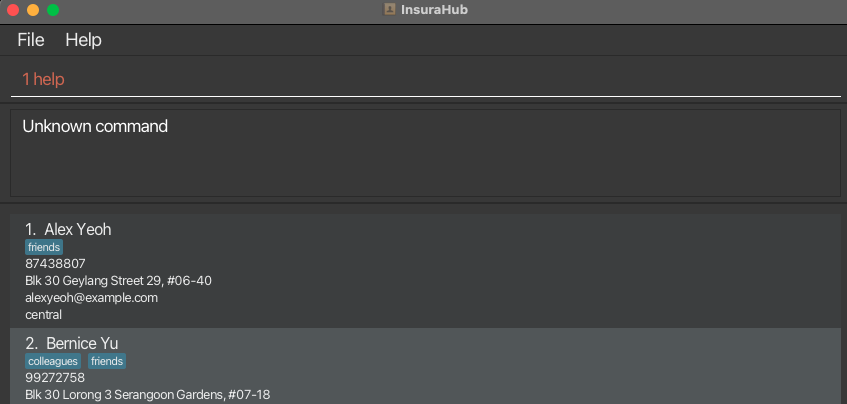 InsuraHub
File Help
1 help
Unknown command
1. Alex Yeoh
friends
87438807
Blk 30 Geylang Street 29, #06-40
alexyeoh@example.com
central
2. Bernice Yu
colleagues friends
99272758
Blk 30 Lorong 3 Serangoon Gardens, #07-18